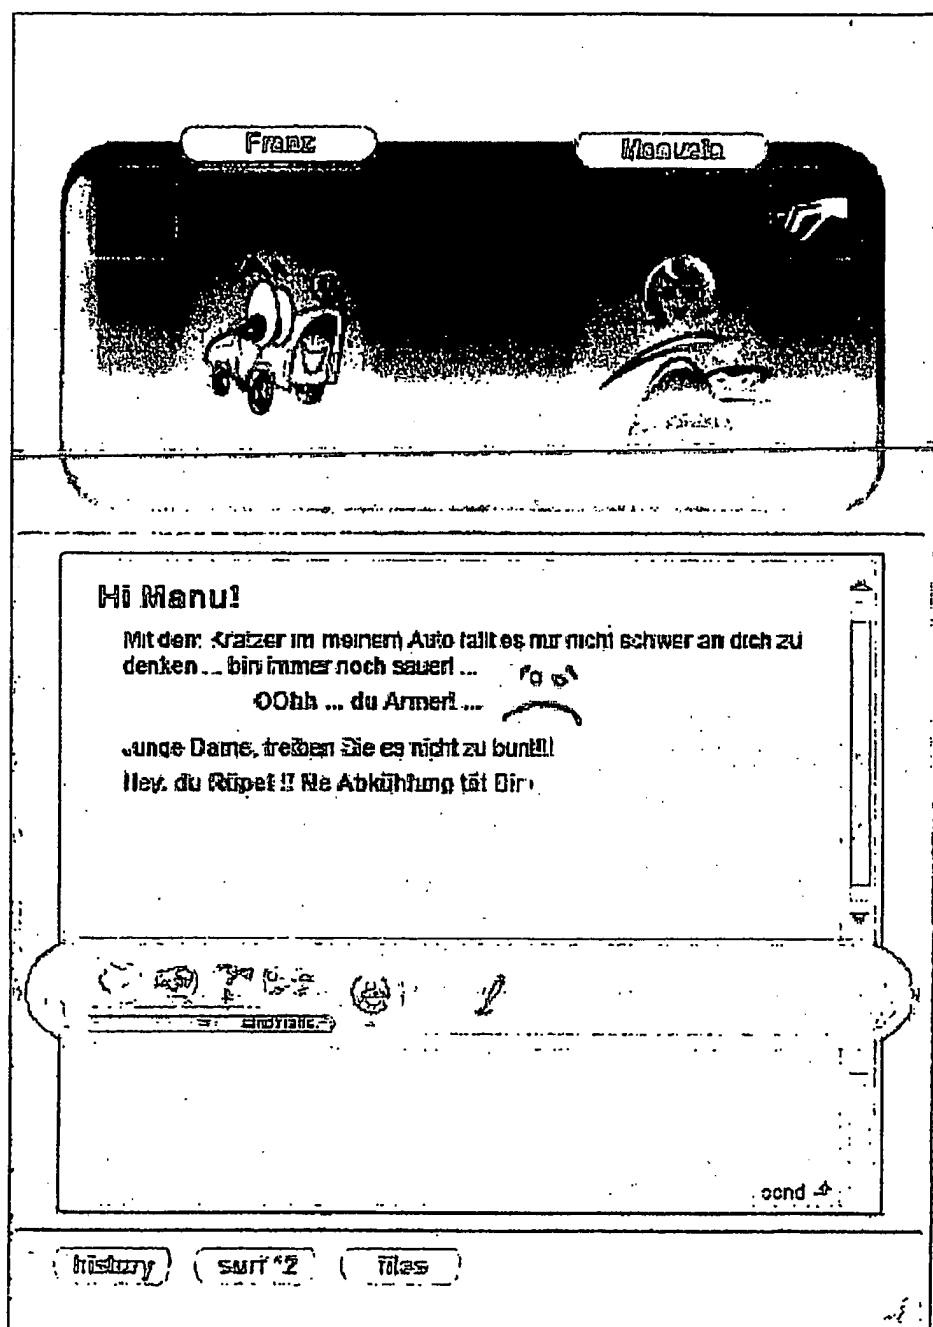 Franz
Manuela
Hi Manu!
Mit dem Kratzer im meinem Auto fällt es mir nicht schwer an dich zu
denken ... bin immer noch sauer! ...
OOhh ... du Armer! ...
Junge Dame, treiben Sie es nicht zu bunt!!!
Hey, du Rüpel !! Ne Abkühlung tät Dir
send
history
surf *2
files